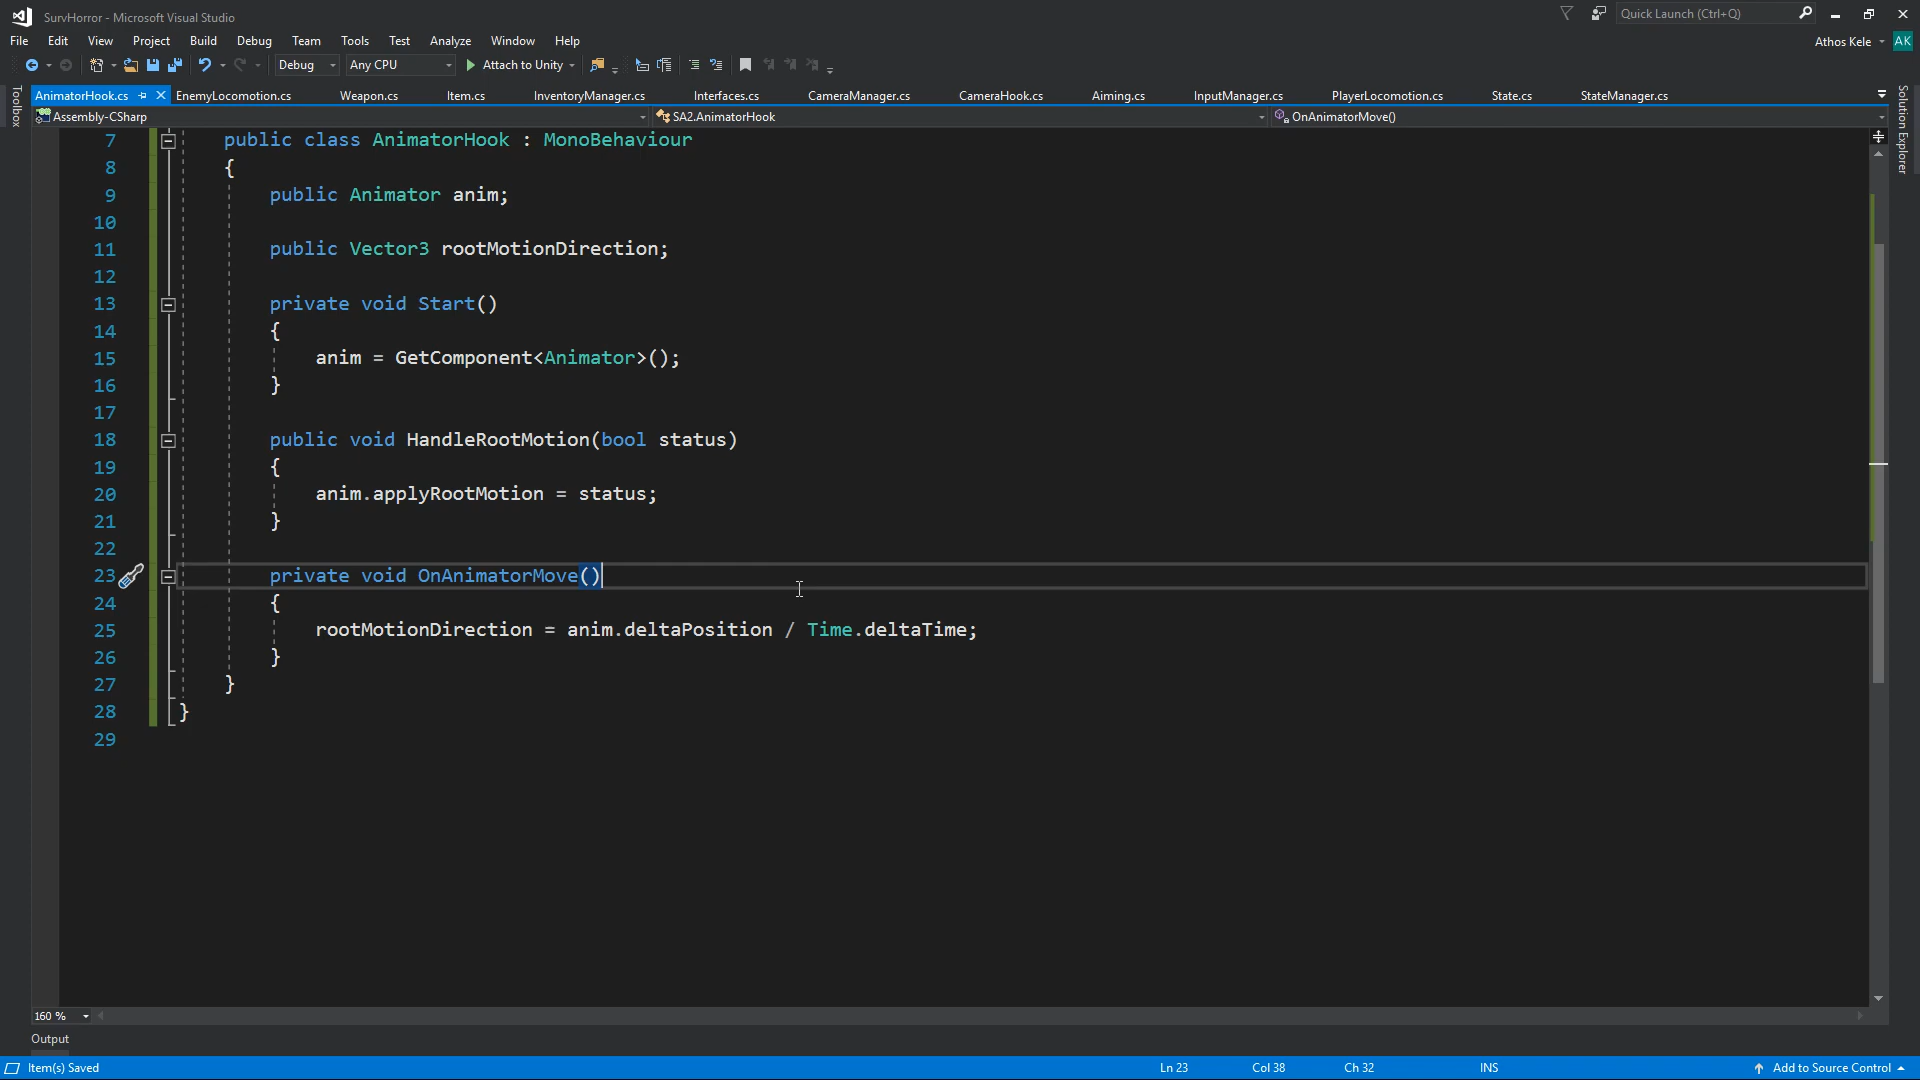 SurvHorror - Microsoft Visual Studio
Quick Launch (Ctrl+Q)
File Edit View Project Build Debug Team Tools Test Analyze Window Help
Athos Kele AK
Debug Any CPU Attach to Unity
Toolbox
AnimatorHook.cs EnemyLocomotion.cs Weapon.cs Item.cs InventoryManager.cs Interfaces.cs CameraManager.cs CameraHook.cs Aiming.cs InputManager.cs PlayerLocomotion.cs State.cs StateManager.cs
Solution Explorer
Assembly-CSharp SA2.AnimatorHook OnAnimatorMove()
7 public class AnimatorHook : MonoBehaviour
8 {
9 public Animator anim;
10
11 public Vector3 rootMotionDirection;
12
13 private void Start()
14 {
15 anim = GetComponent<Animator>();
16 }
17
18 public void HandleRootMotion(bool status)
19 {
20 anim.applyRootMotion = status;
21 }
22
23 private void OnAnimatorMove()
24 {
25 rootMotionDirection = anim.deltaPosition / Time.deltaTime;
26 }
27 }
28 }
29
160 %
Output
Item(s) Saved Ln 23 Col 38 Ch 32 INS Add to Source Control